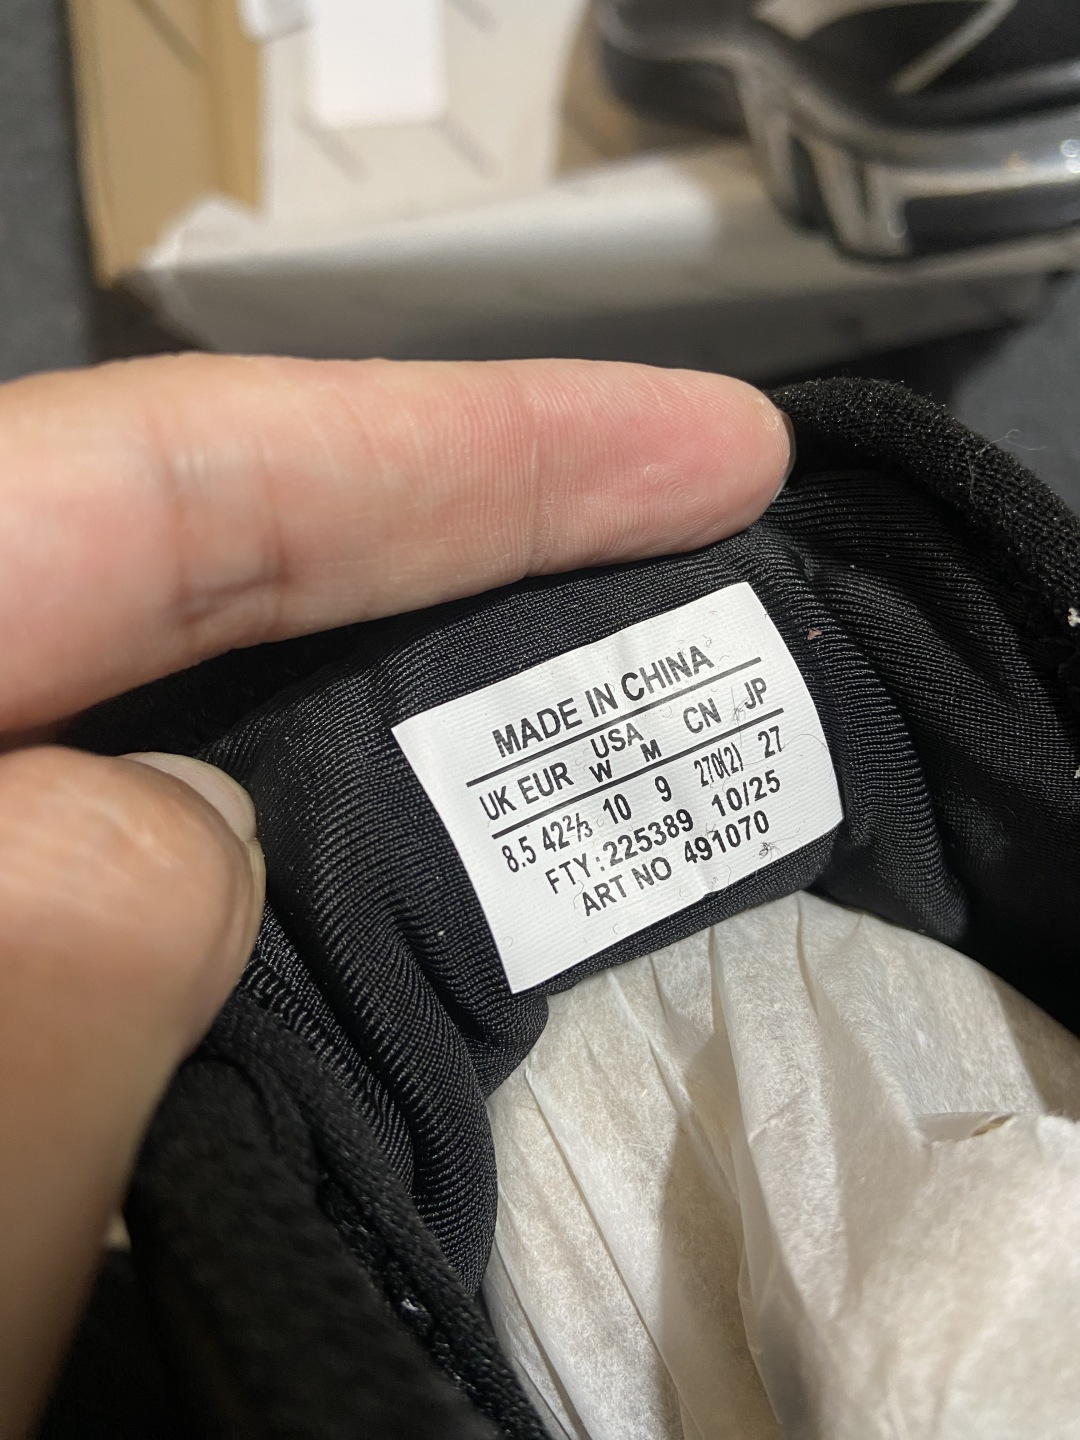 MADE IN CHINA
USA
UK EUR W M CN JP
8.5 42⅔ 10 9 270(2) 27
FTY:225389 10/25
ART NO 491070